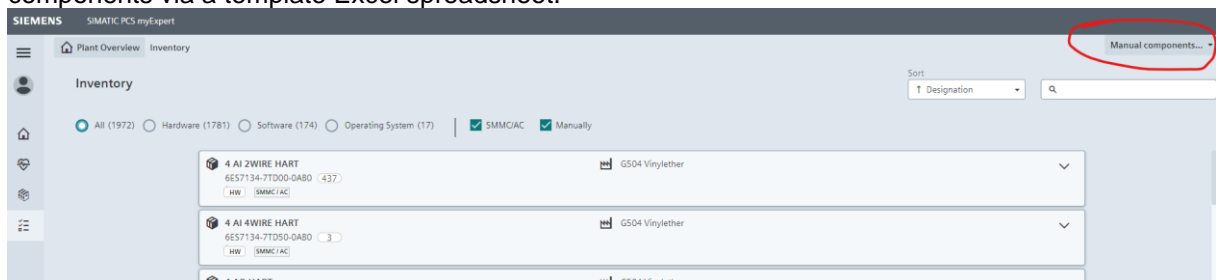 components via a template Excel spreadsheet.
SIEMENS SIMATIC PCS myExpert
Plant Overview Inventory Manual components...
Inventory
Sort
↑ Designation
All (1972) Hardware (1781) Software (174) Operating System (17) SMMC/AC Manually
4 AI 2WIRE HART G504 Vinylether
6ES7134-7TD00-0AB0 437
HW SMMC/AC
4 AI 4WIRE HART G504 Vinylether
6ES7134-7TD50-0AB0 3
HW SMMC/AC